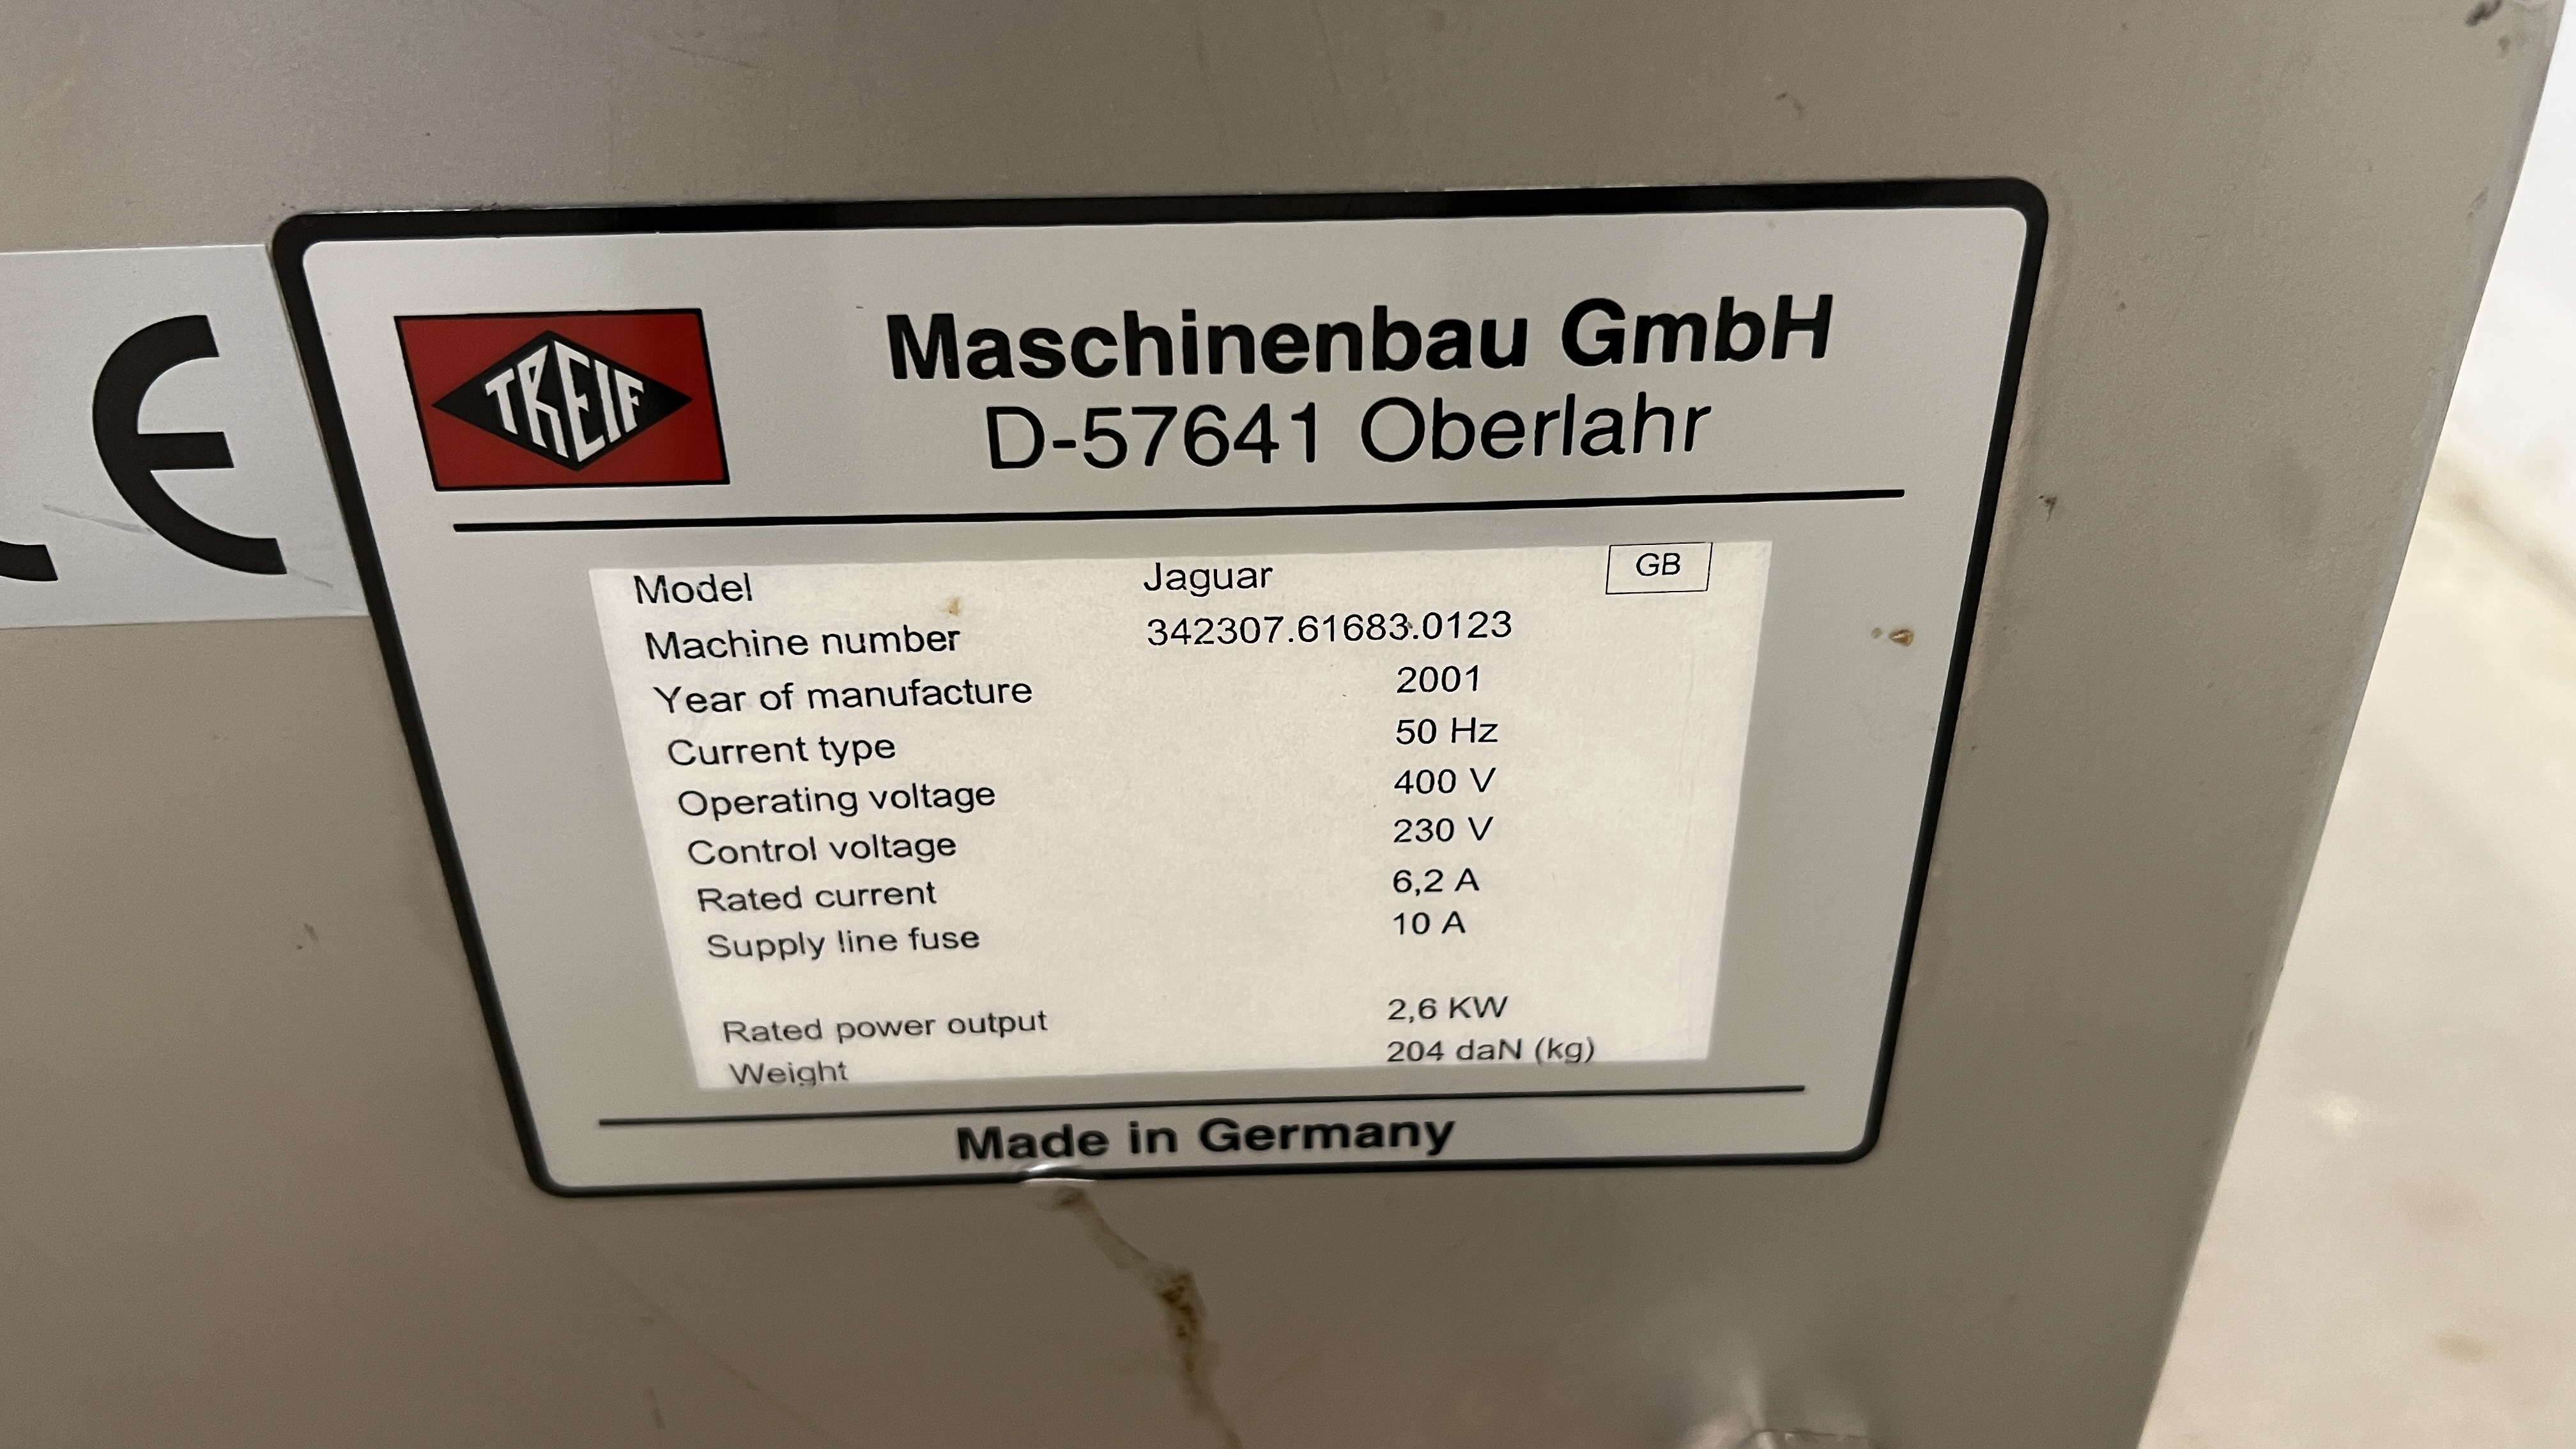 CE
TREIF
Maschinenbau GmbH
D-57641 Oberlahr
Model Jaguar GB
Machine number 342307.61683.0123
Year of manufacture 2001
Current type 50 Hz
Operating voltage 400 V
Control voltage 230 V
Rated current 6,2 A
Supply line fuse 10 A
Rated power output 2,6 KW
Weight 204 daN (kg)
Made in Germany